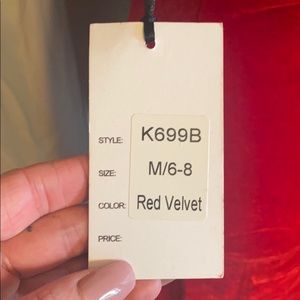 STYLE: K699B
SIZE: M/6-8
COLOR: Red Velvet
PRICE: